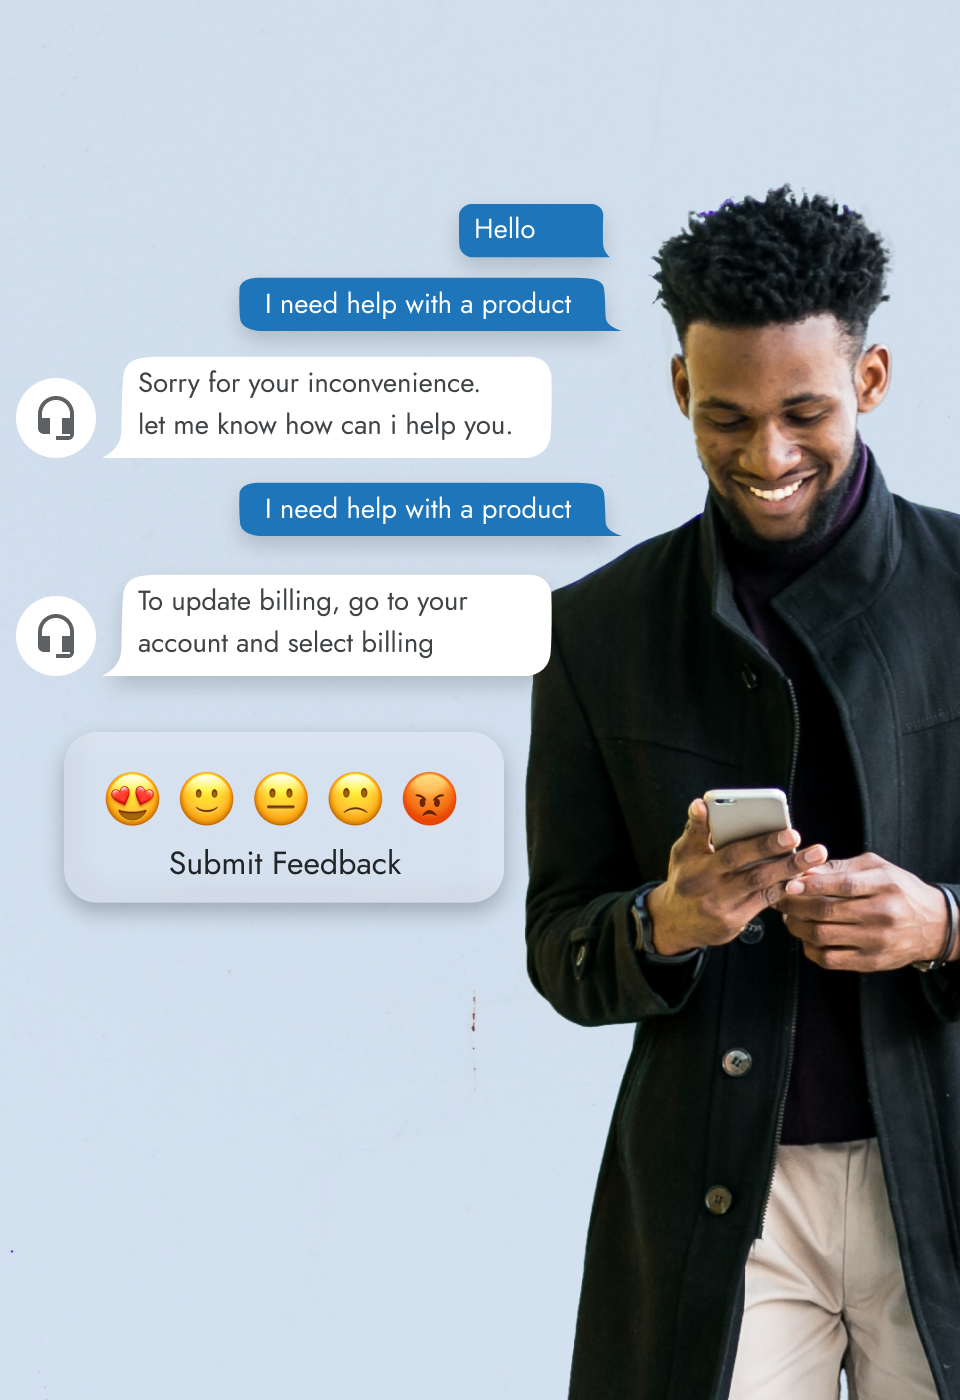 Hello
I need help with a product
Sorry for your inconvenience.
let me know how can i help you.
I need help with a product
To update billing, go to your
account and select billing
Submit Feedback